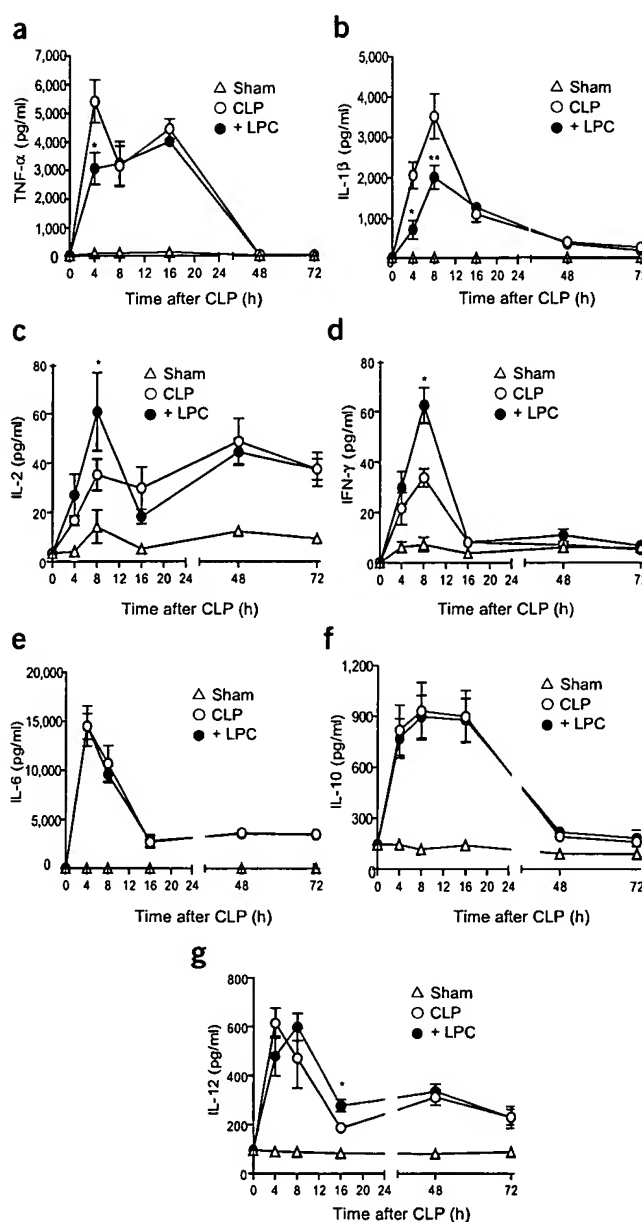 a
TNF-α (pg/ml)
7,000
6,000
5,000
4,000
3,000
2,000
1,000
0
*
△ Sham
○ CLP
● + LPC
0 4 8 12 16 20 24 48 72
Time after CLP (h)
b
IL-1β (pg/ml)
5,000
4,000
3,000
2,000
1,000
0
*
**
△ Sham
○ CLP
● + LPC
0 4 8 12 16 20 24 48 72
Time after CLP (h)
c
IL-2 (pg/ml)
80
60
40
20
0
*
△ Sham
○ CLP
● + LPC
0 4 8 12 16 20 24 48 72
Time after CLP (h)
d
IFN-γ (pg/ml)
80
60
40
20
0
*
△ Sham
○ CLP
● + LPC
0 4 8 12 16 20 24 48 72
Time after CLP (h)
e
IL-6 (pg/ml)
20,000
15,000
10,000
5,000
0
△ Sham
○ CLP
● + LPC
0 4 8 12 16 20 24 48 72
Time after CLP (h)
f
IL-10 (pg/ml)
1,200
900
600
300
0
△ Sham
○ CLP
● + LPC
0 4 8 12 16 20 24 48 72
Time after CLP (h)
g
IL-12 (pg/ml)
800
600
400
200
0
*
△ Sham
○ CLP
● + LPC
0 4 8 12 16 20 24 48 72
Time after CLP (h)